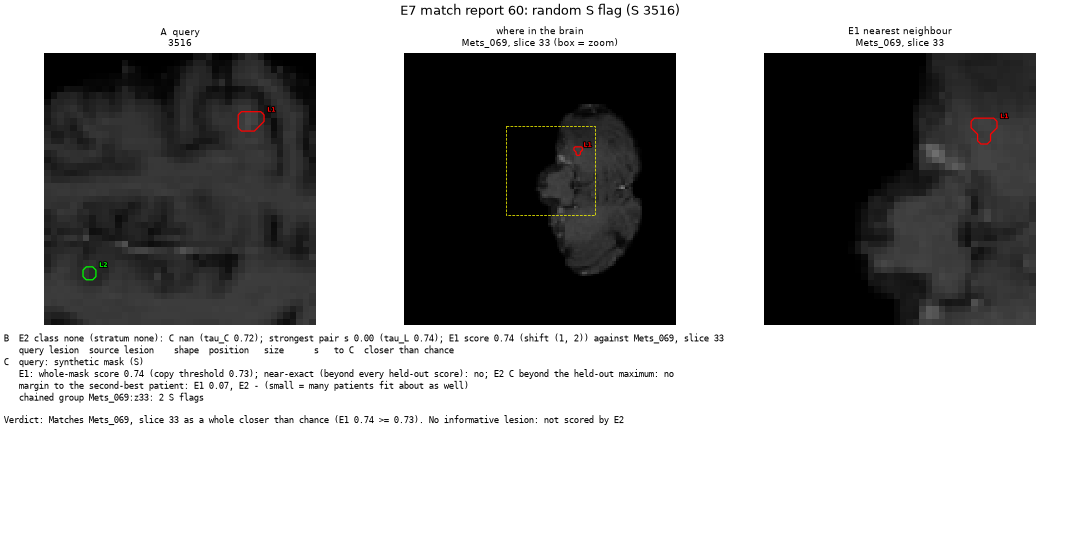 E7 match report 60: random S flag (S 3516)
A  query
3516
where in the brain
Mets_069, slice 33 (box = zoom)
E1 nearest neighbour
Mets_069, slice 33
L1
L2
L1
L1
B  E2 class none (stratum none): C nan (tau_C 0.72); strongest pair s 0.00 (tau_L 0.74); E1 score 0.74 (shift (1, 2)) against Mets_069, slice 33
query lesion  source lesion    shape  position   size      s   to C  closer than chance
C  query: synthetic mask (S)
E1: whole-mask score 0.74 (copy threshold 0.73); near-exact (beyond every held-out score): no; E2 C beyond the held-out maximum: no
margin to the second-best patient: E1 0.07, E2 - (small = many patients fit about as well)
chained group Mets_069:z33: 2 S flags
Verdict: Matches Mets_069, slice 33 as a whole closer than chance (E1 0.74 >= 0.73). No informative lesion: not scored by E2